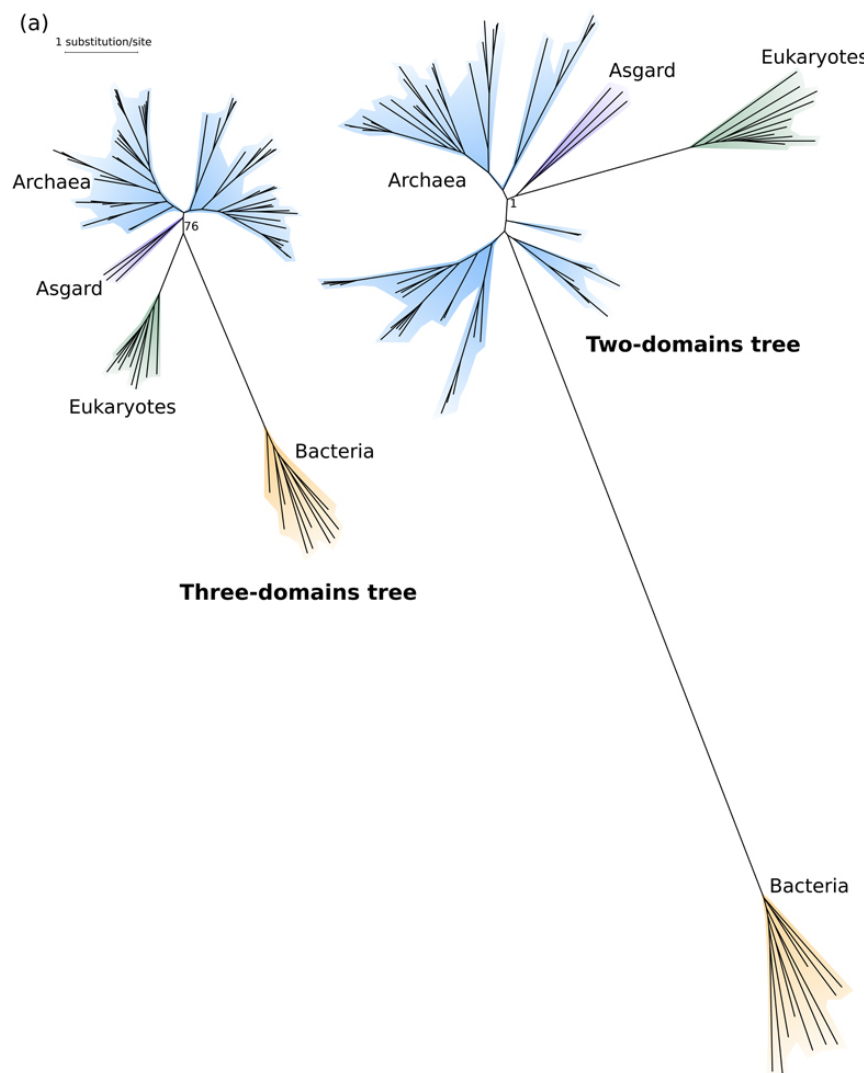 (a)
1 substitution/site
Archaea
76
Asgard
Eukaryotes
Bacteria
Three-domains tree
Asgard
Eukaryotes
Archaea
1
Two-domains tree
Bacteria